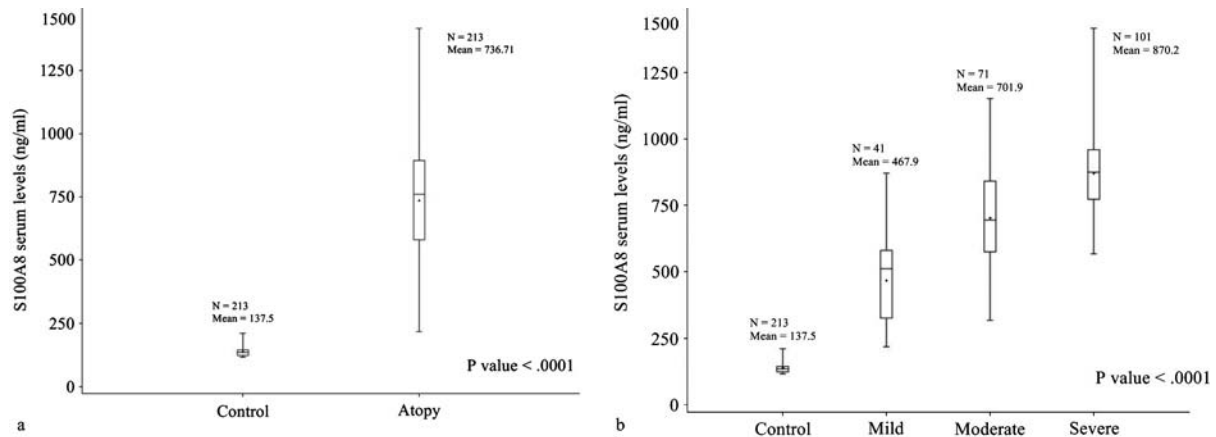 S100A8 serum levels (ng/ml)
1500
1250
1000
750
500
250
0
N = 213
Mean = 137.5
N = 213
Mean = 736.71
P value < .0001
Control
Atopy
a
S100A8 serum levels (ng/ml)
1500
1250
1000
750
500
250
0
N = 213
Mean = 137.5
N = 41
Mean = 467.9
N = 71
Mean = 701.9
N = 101
Mean = 870.2
P value < .0001
Control
Mild
Moderate
Severe
b